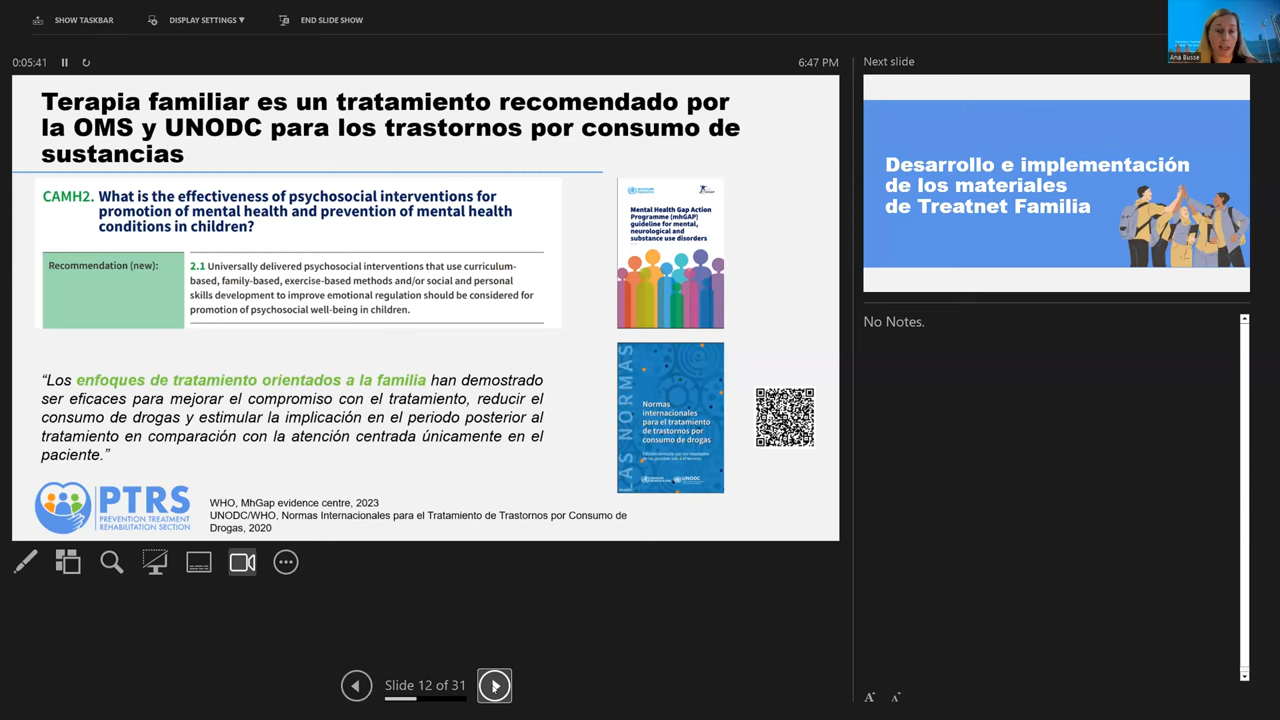 SHOW TASKBAR
DISPLAY SETTINGS ▼
END SLIDE SHOW
Ana Busse
0:05:41
6:47 PM
Next slide
Terapia familiar es un tratamiento recomendado por
la OMS y UNODC para los trastornos por consumo de
sustancias
CAMH2. What is the effectiveness of psychosocial interventions for
promotion of mental health and prevention of mental health
conditions in children?
Recommendation (new):
2.1 Universally delivered psychosocial interventions that use curriculum-
based, family-based, exercise-based methods and/or social and personal
skills development to improve emotional regulation should be considered for
promotion of psychosocial well-being in children.
Mental Health Gap Action
Programme (mhGAP)
guideline for mental,
neurological and
substance use disorders
“Los enfoques de tratamiento orientados a la familia han demostrado
ser eficaces para mejorar el compromiso con el tratamiento, reducir el
consumo de drogas y estimular la implicación en el periodo posterior al
tratamiento en comparación con la atención centrada únicamente en el
paciente.”
LAS NORMAS
Normas
internacionales
para el tratamiento
de trastornos por
consumo de drogas
UNODC
PTRS
PREVENTION TREATMENT
REHABILITATION SECTION
WHO, MhGap evidence centre, 2023
UNODC/WHO, Normas Internacionales para el Tratamiento de Trastornos por Consumo de
Drogas, 2020
Desarrollo e implementación
de los materiales
de Treatnet Familia
No Notes.
Slide 12 of 31
A A